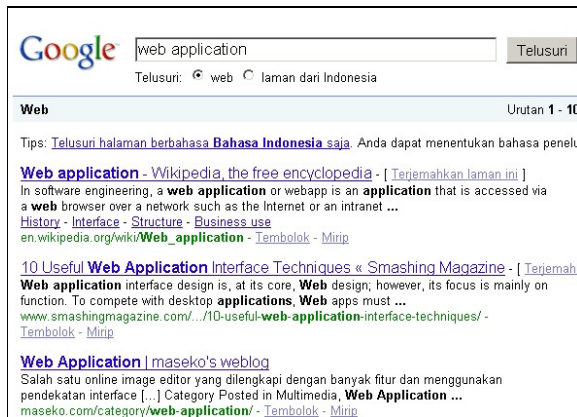 Google web application Telusuri
Telusuri: web laman dari Indonesia
Web Urutan 1 - 10
Tips: Telusuri halaman berbahasa Bahasa Indonesia saja. Anda dapat menentukan bahasa penelu
Web application - Wikipedia, the free encyclopedia - [ Terjemahkan laman ini ]
In software engineering, a web application or webapp is an application that is accessed via
a web browser over a network such as the Internet or an intranet ...
History - Interface - Structure - Business use
en.wikipedia.org/wiki/Web_application - Tembolok - Mirip
10 Useful Web Application Interface Techniques « Smashing Magazine - [ Terjemah
Web application interface design is, at its core, Web design; however, its focus is mainly on
function. To compete with desktop applications, Web apps must ...
www.smashingmagazine.com/.../10-useful-web-application-interface-techniques/ -
Tembolok - Mirip
Web Application | maseko's weblog
Salah satu online image editor yang dilengkapi dengan banyak fitur dan menggunakan
pendekatan interface [...] Category Posted in Multimedia, Web Application ...
maseko.com/category/web-application/ - Tembolok - Mirip